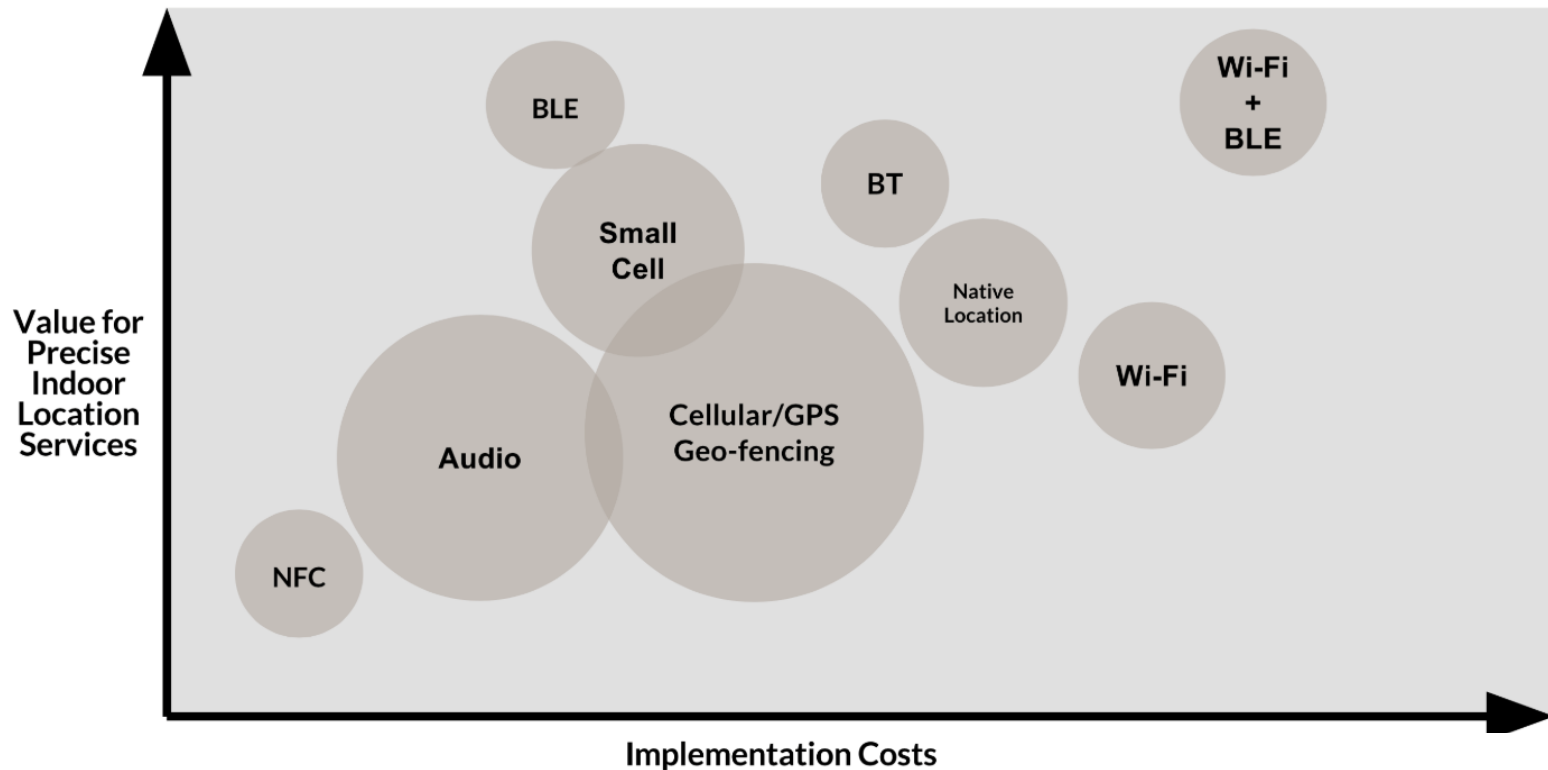 Wi-Fi
+
BLE
BLE
BT
Small
Cell
Native
Location
Value for
Precise
Indoor
Location
Services
Wi-Fi
Cellular/GPS
Geo-fencing
Audio
NFC
Implementation Costs